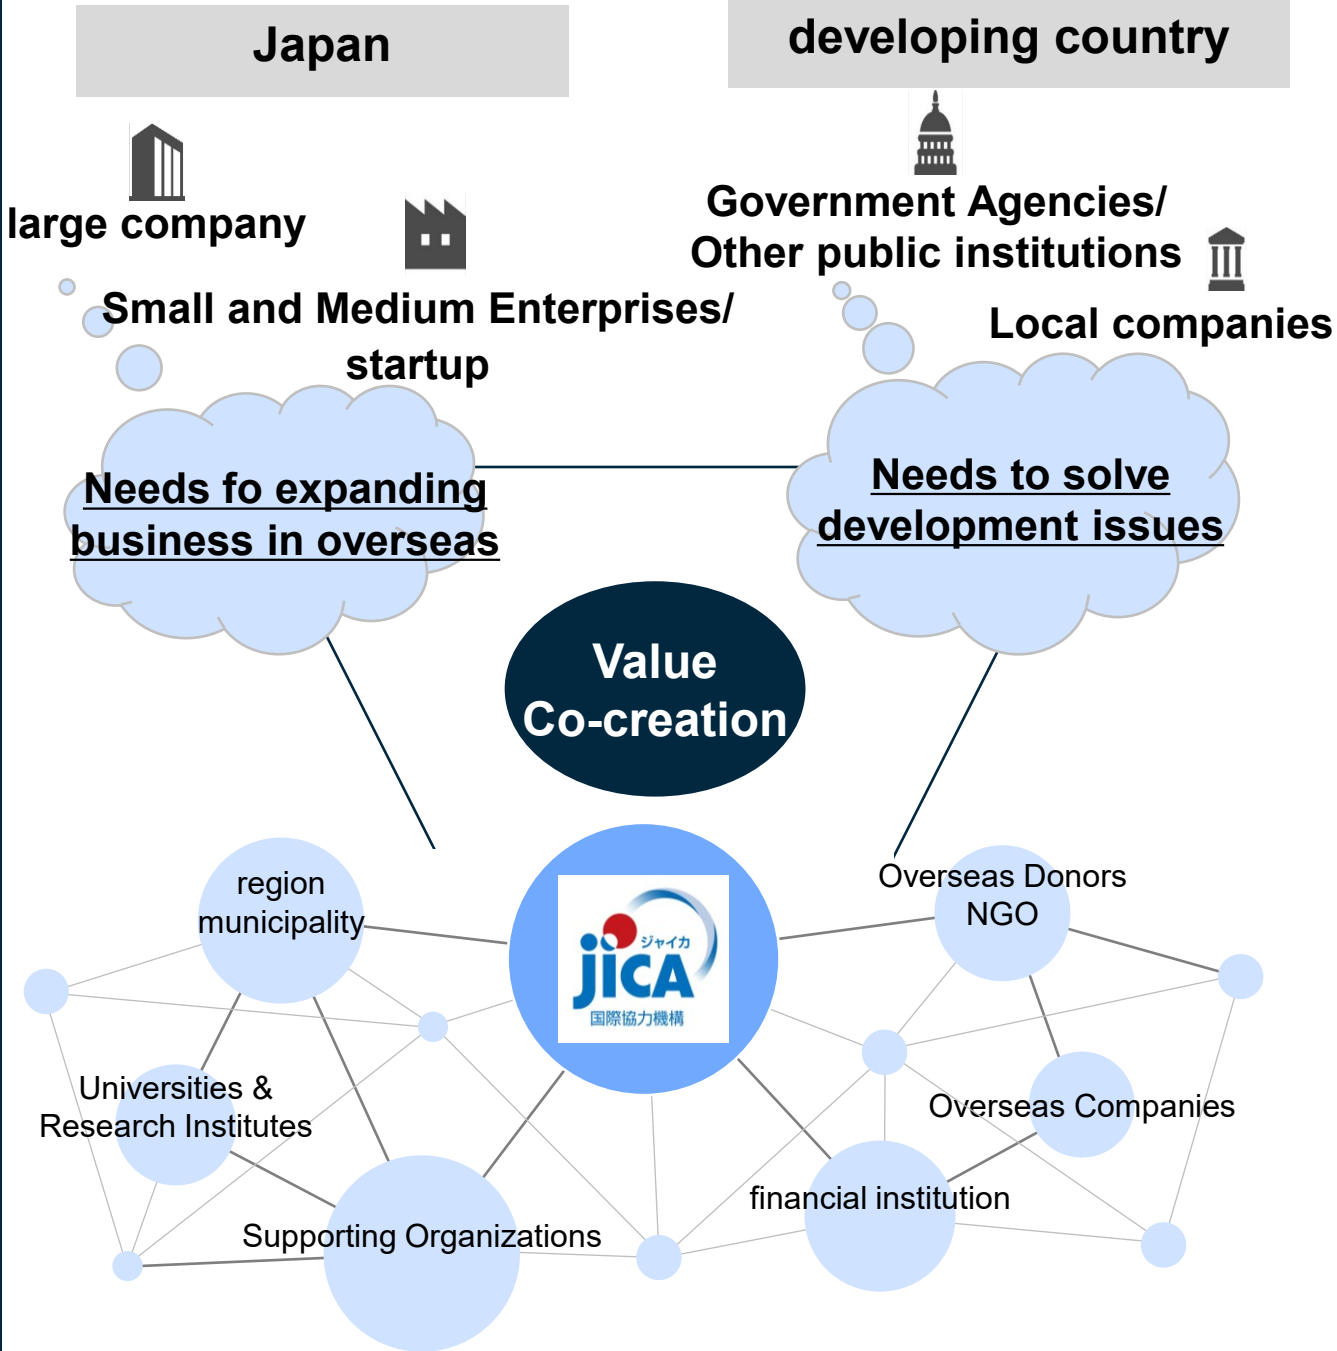 Japan
developing country
large company
Small and Medium Enterprises/
startup
Government Agencies/
Other public institutions
Local companies
Needs fo expanding
business in overseas
Needs to solve
development issues
Value
Co-creation
region
municipality
ジャイカ
jICA
国際協力機構
Overseas Donors
NGO
Universities &
Research Institutes
Overseas Companies
Supporting Organizations
financial institution